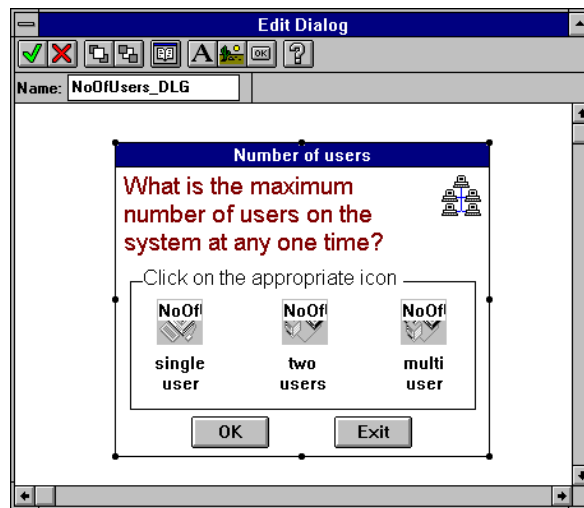 Edit Dialog
A OK ?
Name: NoOfUsers_DLG
Number of users
What is the maximum
number of users on the
system at any one time?
Click on the appropriate icon
NoOf NoOf NoOf
single two multi
user users user
OK Exit